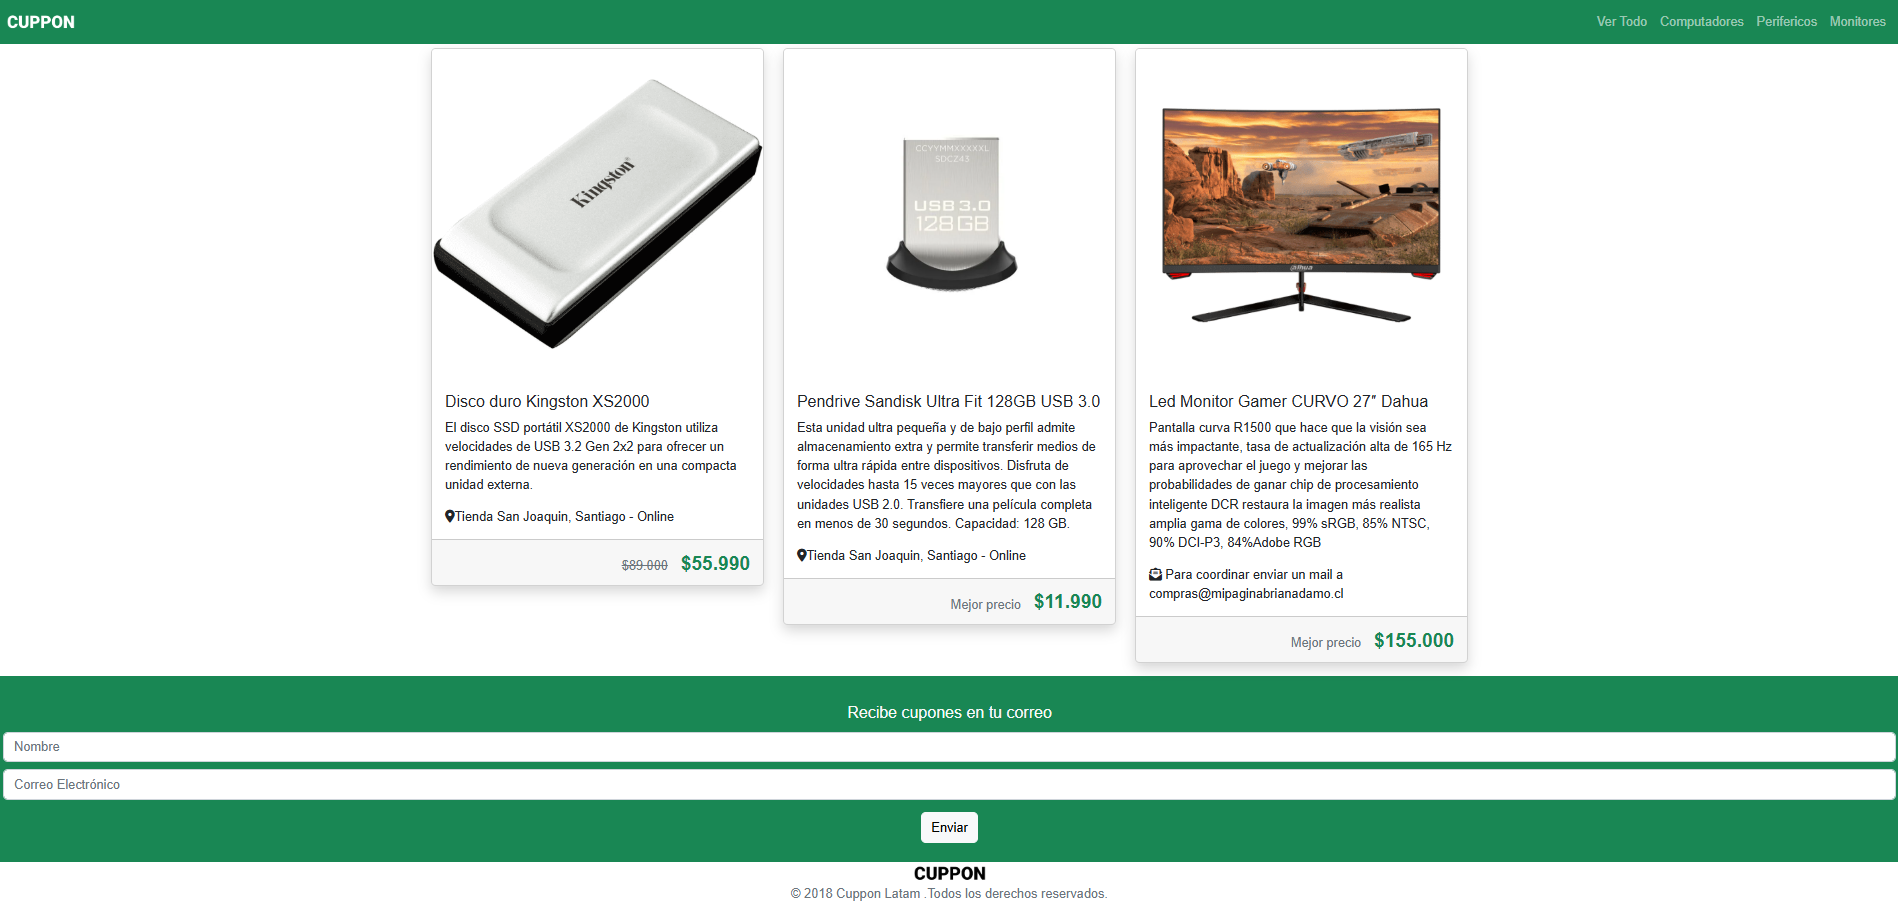 CUPPON
Ver Todo Computadores Perifericos Monitores
Kingston
Disco duro Kingston XS2000
El disco SSD portátil XS2000 de Kingston utiliza
velocidades de USB 3.2 Gen 2x2 para ofrecer un
rendimiento de nueva generación en una compacta
unidad externa.
Tienda San Joaquin, Santiago - Online
$89.000 $55.990
CCYYMMXXXXXL
SDCZ43
USB 3.0
128GB
Pendrive Sandisk Ultra Fit 128GB USB 3.0
Esta unidad ultra pequeña y de bajo perfil admite
almacenamiento extra y permite transferir medios de
forma ultra rápida entre dispositivos. Disfruta de
velocidades hasta 15 veces mayores que con las
unidades USB 2.0. Transfiere una película completa
en menos de 30 segundos. Capacidad: 128 GB.
Tienda San Joaquin, Santiago - Online
Mejor precio $11.990
alhua
Led Monitor Gamer CURVO 27″ Dahua
Pantalla curva R1500 que hace que la visión sea
más impactante, tasa de actualización alta de 165 Hz
para aprovechar el juego y mejorar las
probabilidades de ganar chip de procesamiento
inteligente DCR restaura la imagen más realista
amplia gama de colores, 99% sRGB, 85% NTSC,
90% DCI-P3, 84%Adobe RGB
Para coordinar enviar un mail a
compras@mipaginabrianadamo.cl
Mejor precio $155.000
Recibe cupones en tu correo
Nombre
Correo Electrónico
Enviar
CUPPON
© 2018 Cuppon Latam .Todos los derechos reservados.